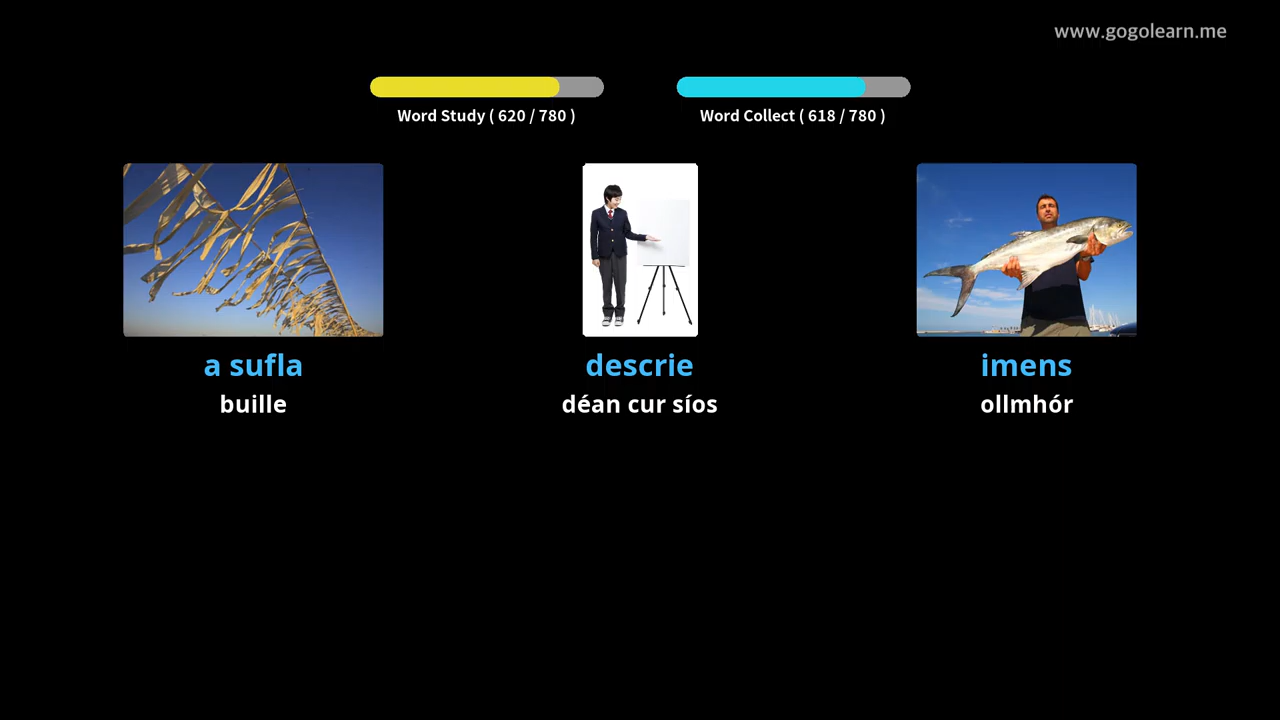 www.gogolearn.me
Word Study ( 620 / 780 )
Word Collect ( 618 / 780 )
a sufla
buille
descrie
déan cur síos
imens
ollmhór